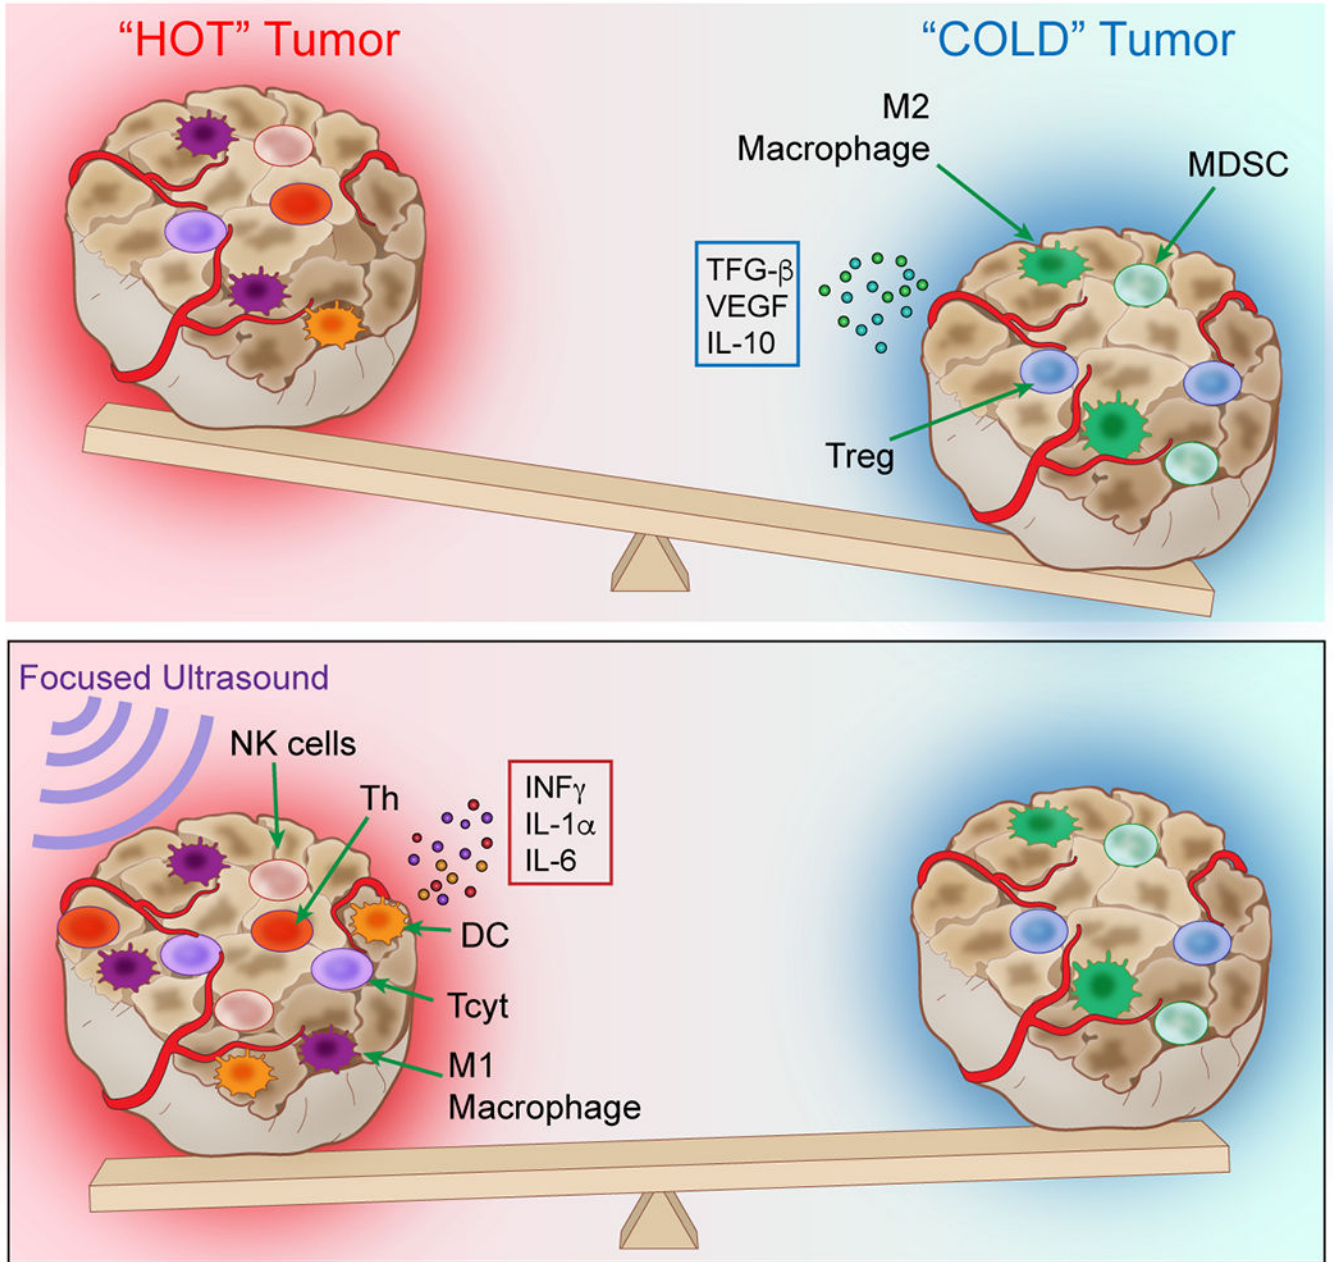 “HOT” Tumor
“COLD” Tumor
M2
Macrophage
MDSC
TFG-β
VEGF
IL-10
Treg
Focused Ultrasound
NK cells
Th
INFγ
IL-1α
IL-6
DC
Tcyt
M1
Macrophage